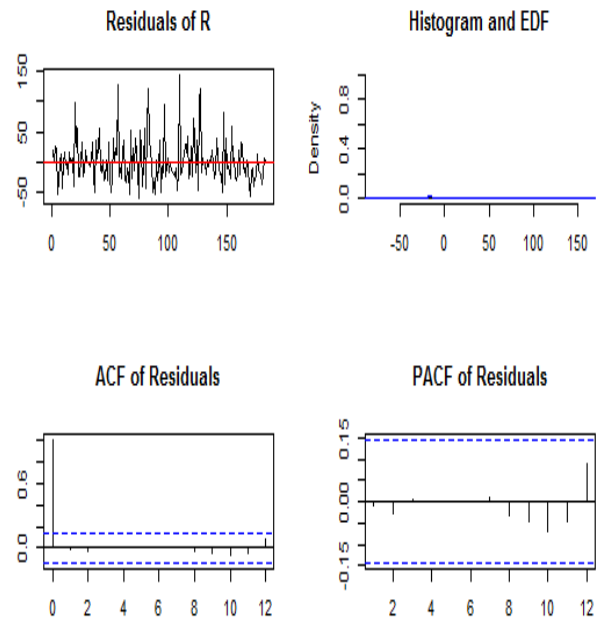 Residuals of R
150
50
-50
0 50 100 150
Histogram and EDF
Density
0.8
0.4
0.0
-50 0 50 100 150
ACF of Residuals
0.6
0.0
0 2 4 6 8 10 12
PACF of Residuals
0.15
0.00
-0.15
2 4 6 8 10 12